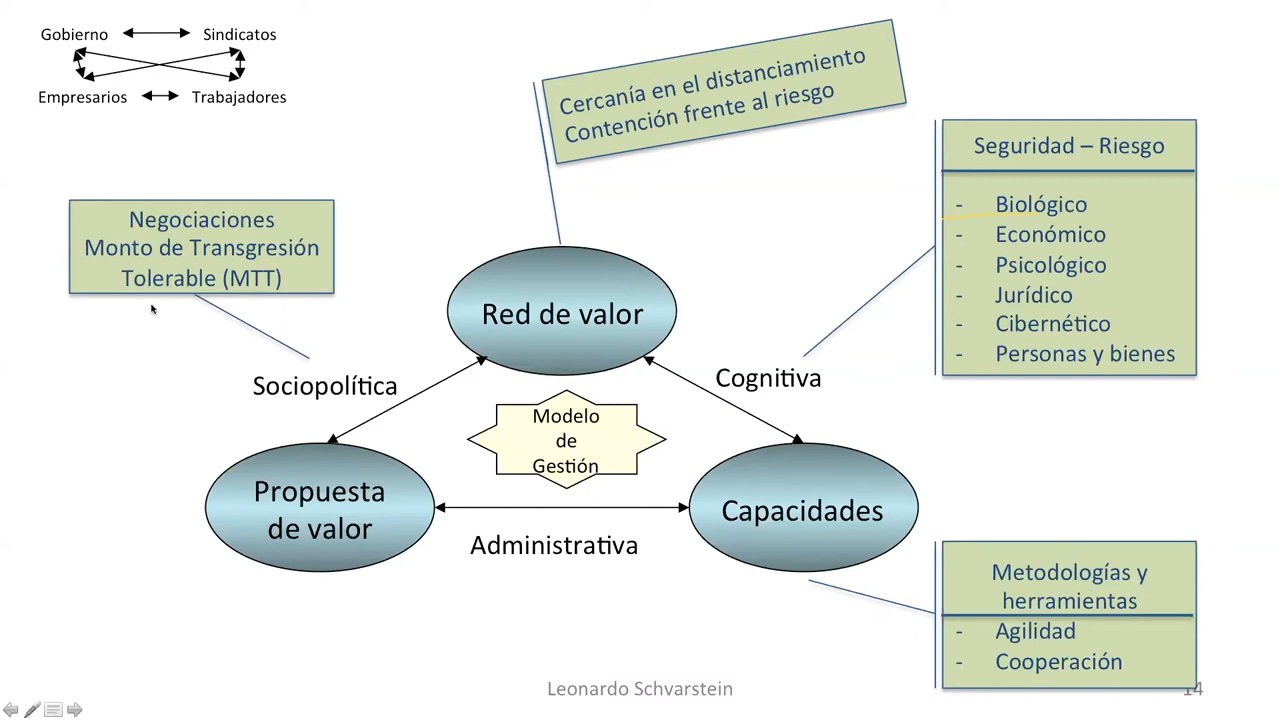 Gobierno Sindicatos
Empresarios Trabajadores
Cercanía en el distanciamiento
Contención frente al riesgo
Seguridad – Riesgo
- Biológico
- Económico
- Psicológico
- Jurídico
- Cibernético
- Personas y bienes
Negociaciones
Monto de Transgresión
Tolerable (MTT)
Red de valor
Sociopolítica
Cognitiva
Modelo
de
Gestión
Propuesta
de valor
Capacidades
Administrativa
Metodologías y
herramientas
- Agilidad
- Cooperación
Leonardo Schvarstein
14